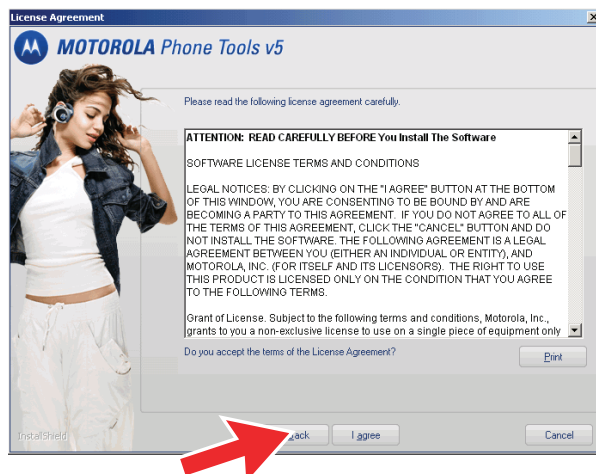 License Agreement
MOTOROLA Phone Tools v5
Please read the following license agreement carefully.
ATTENTION: READ CAREFULLY BEFORE You Install The Software
SOFTWARE LICENSE TERMS AND CONDITIONS
LEGAL NOTICES: BY CLICKING ON THE "I AGREE" BUTTON AT THE BOTTOM
OF THIS WINDOW, YOU ARE CONSENTING TO BE BOUND BY AND ARE
BECOMING A PARTY TO THIS AGREEMENT. IF YOU DO NOT AGREE TO ALL OF
THE TERMS OF THIS AGREEMENT, CLICK THE "CANCEL" BUTTON AND DO
NOT INSTALL THE SOFTWARE. THE FOLLOWING AGREEMENT IS A LEGAL
AGREEMENT BETWEEN YOU (EITHER AN INDIVIDUAL OR ENTITY), AND
MOTOROLA, INC. (FOR ITSELF AND ITS LICENSORS). THE RIGHT TO USE
THIS PRODUCT IS LICENSED ONLY ON THE CONDITION THAT YOU AGREE
TO THE FOLLOWING TERMS.
Grant of License. Subject to the following terms and conditions, Motorola, Inc.,
grants to you a non-exclusive license to use on a single piece of equipment only
Do you accept the terms of the License Agreement?
Print
InstallShield
ack
I agree
Cancel